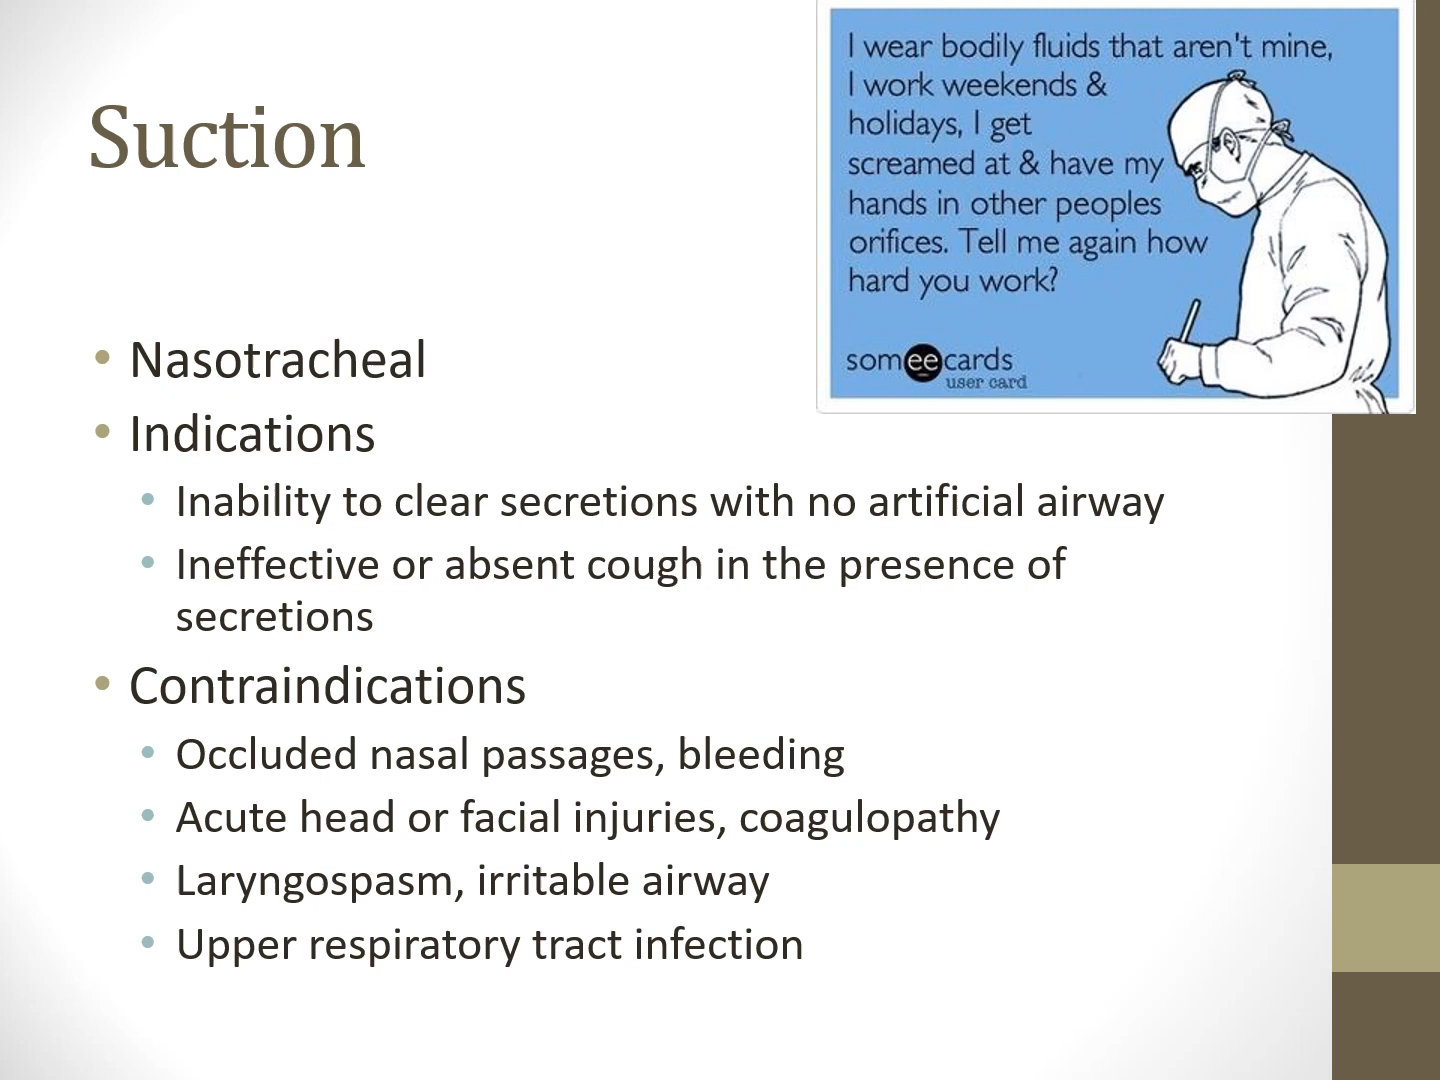 Suction
I wear bodily fluids that aren't mine,
I work weekends &
holidays, I get
screamed at & have my
hands in other peoples
orifices. Tell me again how
hard you work?
someecards
user card
• Nasotracheal
• Indications
• Inability to clear secretions with no artificial airway
• Ineffective or absent cough in the presence of
secretions
• Contraindications
• Occluded nasal passages, bleeding
• Acute head or facial injuries, coagulopathy
• Laryngospasm, irritable airway
• Upper respiratory tract infection